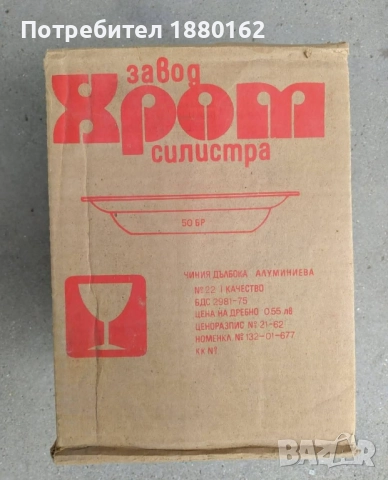 Потребител 1880162
завод
Хром
силистра
50 БР
ЧИНИЯ ДЪЛБОКА АЛУМИНИЕВА
№ 22 I КАЧЕСТВО
БДС 2981-75
ЦЕНА НА ДРЕБНО 0.55 лв
ЦЕНОРАЗПИС № 21-62
НОМЕНКЛ. № 132-01-677
КК №
BAZAR